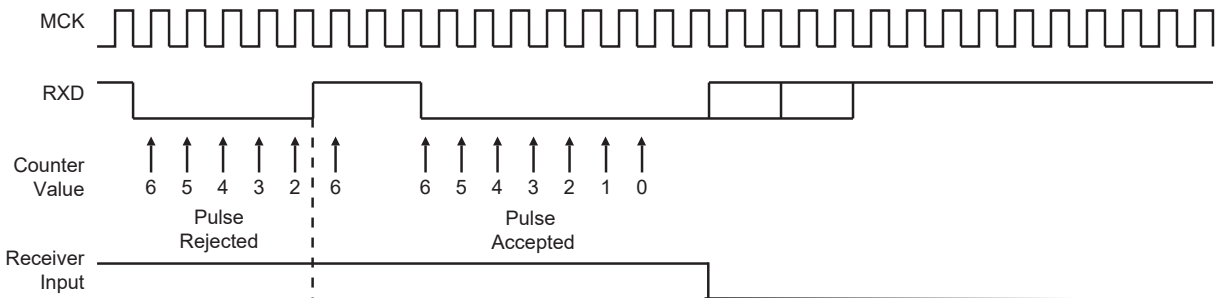 MCK
RXD
Counter
Value
6 5 4 3 2 6 6 5 4 3 2 1 0
Pulse
Rejected
Pulse
Accepted
Receiver
Input